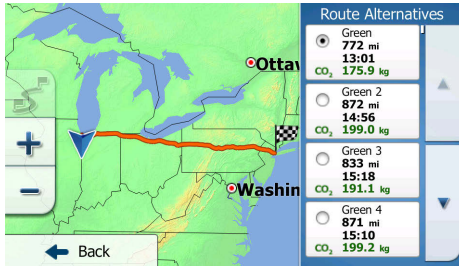 Route Alternatives
Ottav
Washin
+
−
Back
Green
772 mi
13:01
CO₂ 175.9 kg
Green 2
872 mi
14:56
CO₂ 199.0 kg
Green 3
833 mi
15:18
CO₂ 191.1 kg
Green 4
871 mi
15:10
CO₂ 199.2 kg